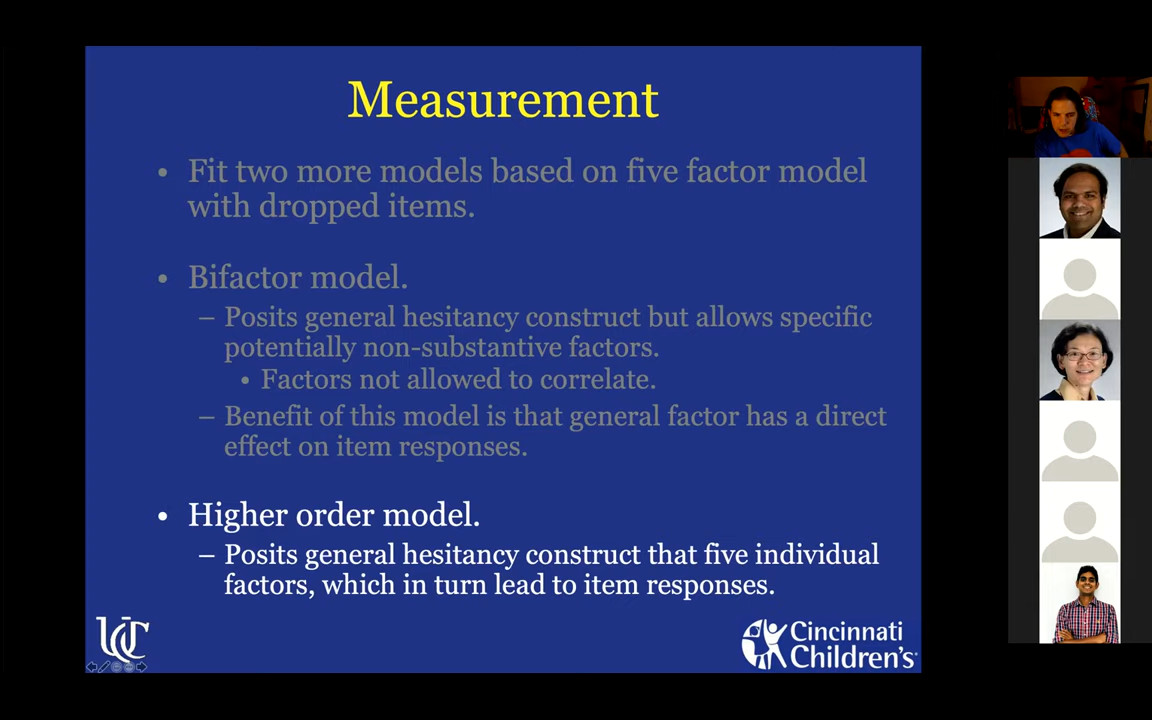 Measurement
• Fit two more models based on five factor model
with dropped items.
• Bifactor model.
– Posits general hesitancy construct but allows specific
potentially non-substantive factors.
• Factors not allowed to correlate.
– Benefit of this model is that general factor has a direct
effect on item responses.
• Higher order model.
– Posits general hesitancy construct that five individual
factors, which in turn lead to item responses.
UC
Cincinnati
Children's